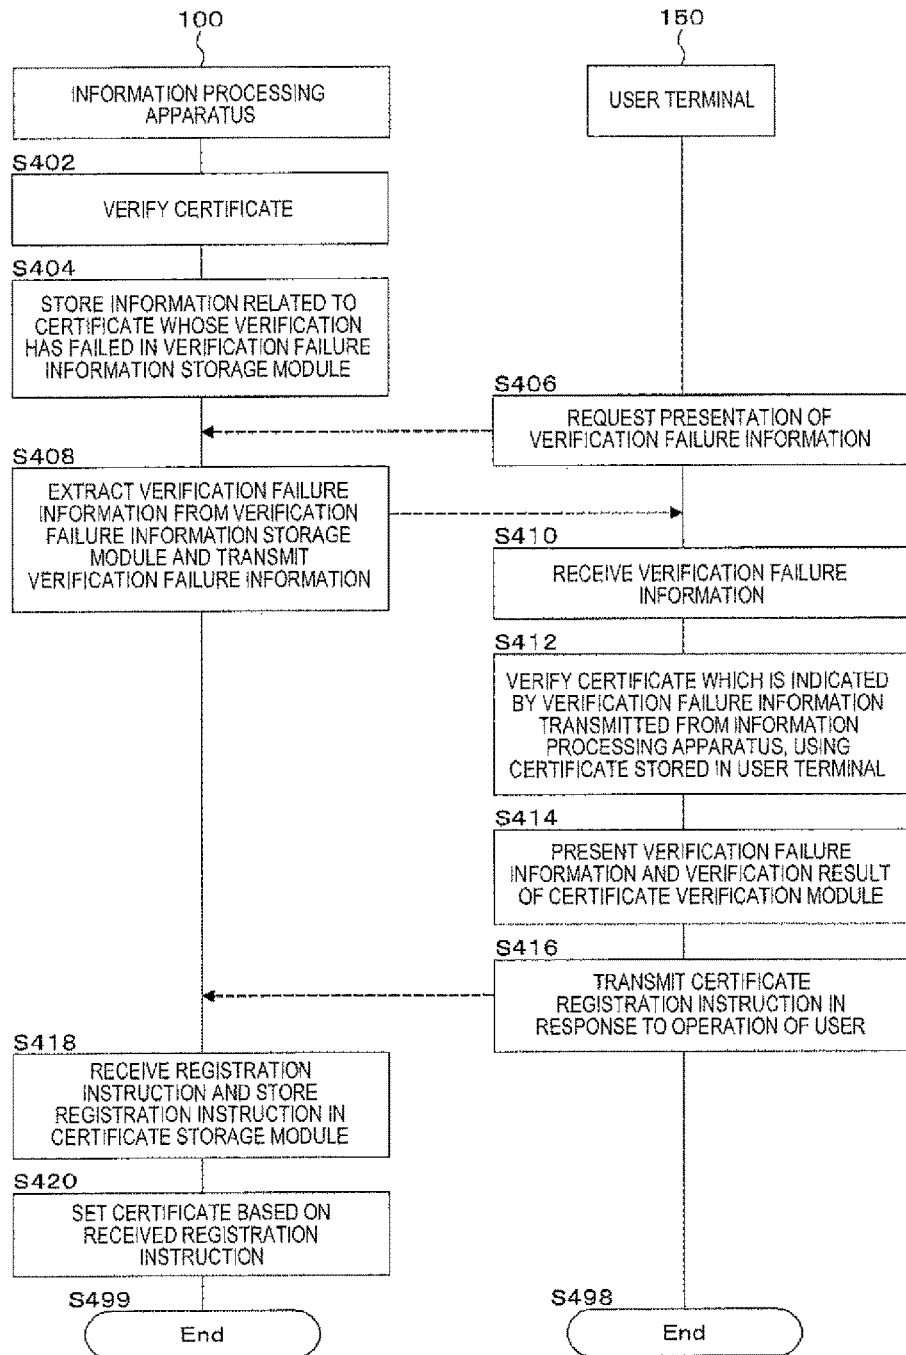 100
150
INFORMATION PROCESSING
APPARATUS
USER TERMINAL
S402
VERIFY CERTIFICATE
S404
STORE INFORMATION RELATED TO
CERTIFICATE WHOSE VERIFICATION
HAS FAILED IN VERIFICATION FAILURE
INFORMATION STORAGE MODULE
S406
REQUEST PRESENTATION OF
VERIFICATION FAILURE INFORMATION
S408
EXTRACT VERIFICATION FAILURE
INFORMATION FROM VERIFICATION
FAILURE INFORMATION STORAGE
MODULE AND TRANSMIT
VERIFICATION FAILURE INFORMATION
S410
RECEIVE VERIFICATION FAILURE
INFORMATION
S412
VERIFY CERTIFICATE WHICH IS INDICATED
BY VERIFICATION FAILURE INFORMATION
TRANSMITTED FROM INFORMATION
PROCESSING APPARATUS, USING
CERTIFICATE STORED IN USER TERMINAL
S414
PRESENT VERIFICATION FAILURE
INFORMATION AND VERIFICATION RESULT
OF CERTIFICATE VERIFICATION MODULE
S416
TRANSMIT CERTIFICATE
REGISTRATION INSTRUCTION IN
RESPONSE TO OPERATION OF USER
S418
RECEIVE REGISTRATION
INSTRUCTION AND STORE
REGISTRATION INSTRUCTION IN
CERTIFICATE STORAGE MODULE
S420
SET CERTIFICATE BASED ON
RECEIVED REGISTRATION
INSTRUCTION
S499
End
S498
End